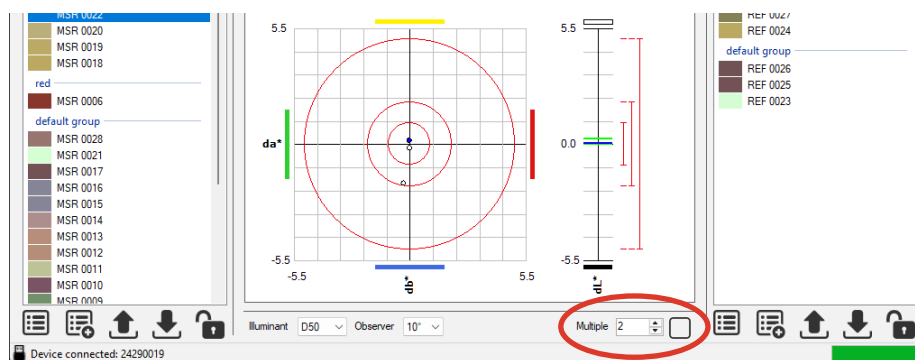 MSR 0022
MSR 0020
MSR 0019
MSR 0018
red
MSR 0006
default group
MSR 0028
MSR 0021
MSR 0017
MSR 0016
MSR 0015
MSR 0014
MSR 0013
MSR 0012
MSR 0011
MSR 0010
MSR 0009
5.5
da*
-5.5
-5.5
db*
5.5
5.5
0.0
-5.5
dL*
REF 0027
REF 0024
default group
REF 0026
REF 0025
REF 0023
Illuminant D50 Observer 10° Multiple 2
Device connected: 24290019